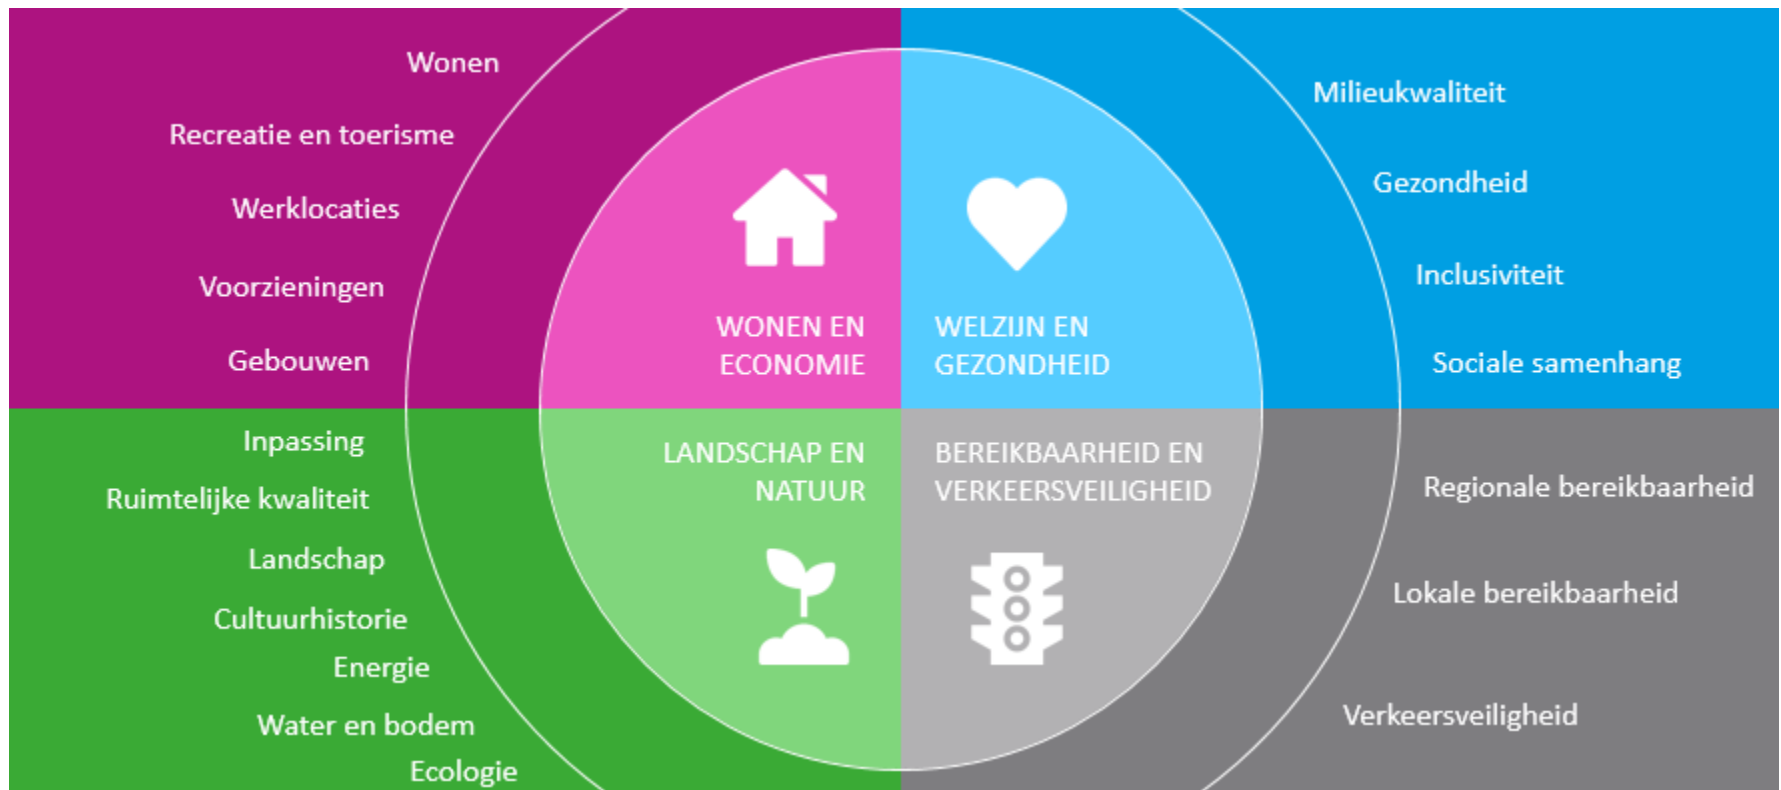 Wonen
Recreatie en toerisme
Werklocaties
Voorzieningen
Gebouwen
WONEN EN
ECONOMIE
WELZIJN EN
GEZONDHEID
Milieukwaliteit
Gezondheid
Inclusiviteit
Sociale samenhang
Inpassing
Ruimtelijke kwaliteit
Landschap
Cultuurhistorie
Energie
Water en bodem
Ecologie
LANDSCHAP EN
NATUUR
BEREIKBAARHEID EN
VERKEERSVEILIGHEID
Regionale bereikbaarheid
Lokale bereikbaarheid
Verkeersveiligheid